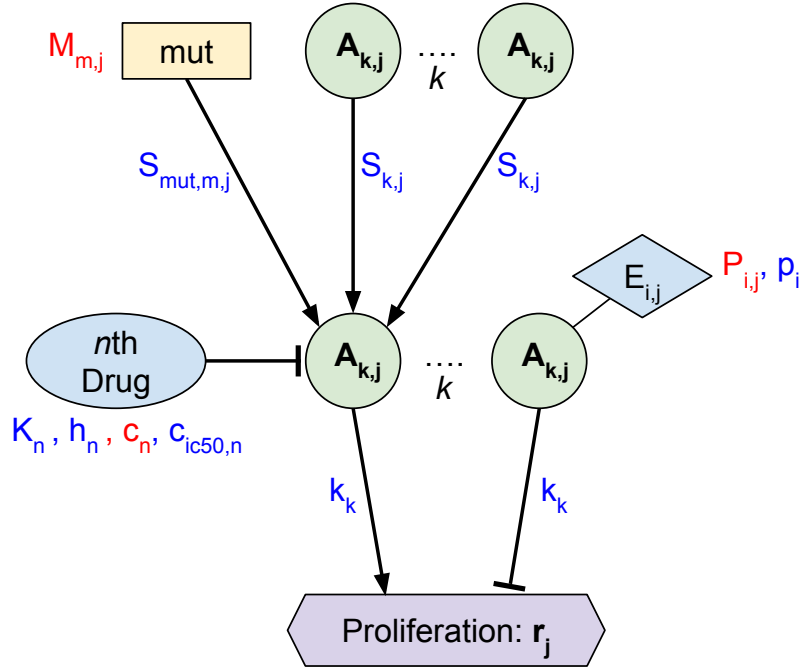 M_m,j
mut
A_k,j
....
k
A_k,j
S_mut,m,j
S_k,j
S_k,j
E_i,j
P_i,j, p_i
nth
Drug
A_k,j
....
k
A_k,j
K_n , h_n , c_n, c_ic50,n
k_k
k_k
Proliferation: r_j